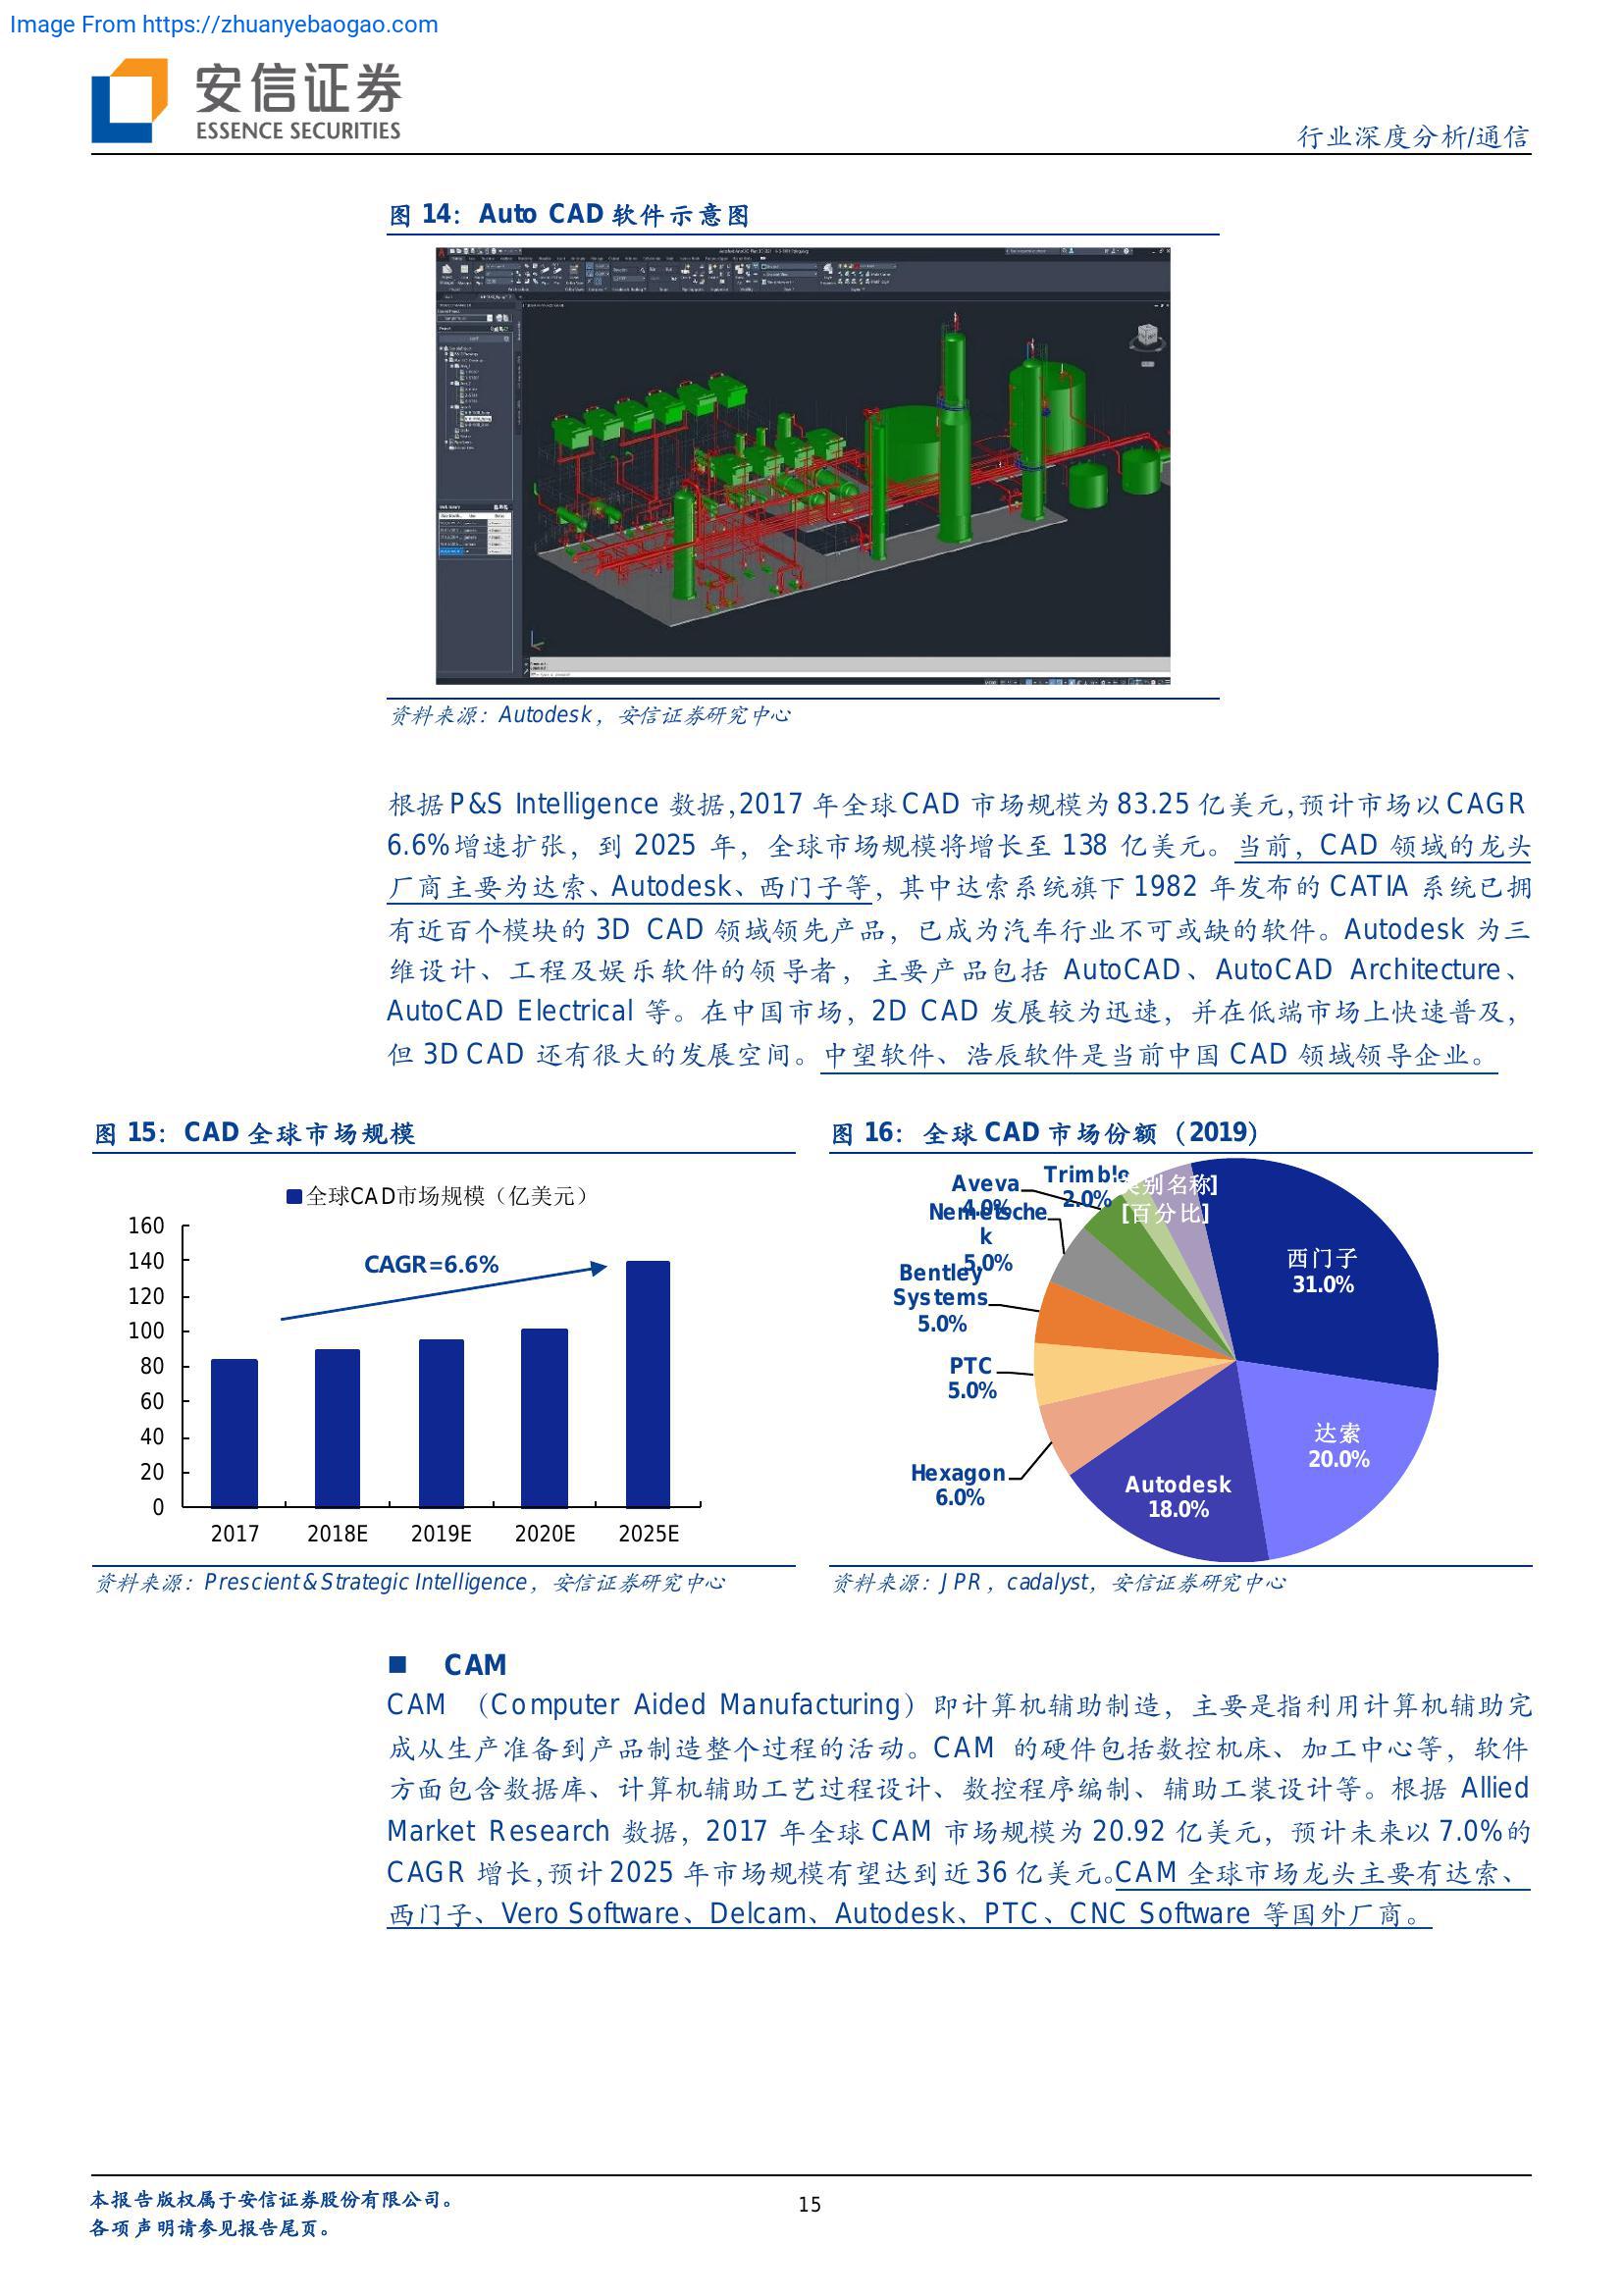 Image From https://zhuanyebaogao.com
安信证券
ESSENCE SECURITIES
行业深度分析/通信
图 14：Auto CAD 软件示意图
资料来源：Autodesk，安信证券研究中心
根据 P&S Intelligence 数据,2017 年全球 CAD 市场规模为 83.25 亿美元,预计市场以 CAGR
6.6%增速扩张，到 2025 年，全球市场规模将增长至 138 亿美元。当前，CAD 领域的龙头
厂商主要为达索、Autodesk、西门子等，其中达索系统旗下 1982 年发布的 CATIA 系统已拥
有近百个模块的 3D CAD 领域领先产品，已成为汽车行业不可或缺的软件。Autodesk 为三
维设计、工程及娱乐软件的领导者，主要产品包括 AutoCAD、AutoCAD Architecture、
AutoCAD Electrical 等。在中国市场，2D CAD 发展较为迅速，并在低端市场上快速普及，
但 3D CAD 还有很大的发展空间。中望软件、浩辰软件是当前中国 CAD 领域领导企业。
图 15：CAD 全球市场规模
全球CAD市场规模（亿美元）
160
140
120
100
80
60
40
20
0
CAGR=6.6%
2017
2018E
2019E
2020E
2025E
资料来源：Prescient&Strategic Intelligence，安信证券研究中心
图 16：全球 CAD 市场份额（2019）
Trimble
2.0%
Aveva
4.0%
Nemetsche
k
5.0%
Bentley
Systems
5.0%
PTC
5.0%
Hexagon
6.0%
Autodesk
18.0%
达索
20.0%
西门子
31.0%
类别名称]
[百分比]
资料来源：JPR，cadalyst，安信证券研究中心
■ CAM
CAM （Computer Aided Manufacturing）即计算机辅助制造，主要是指利用计算机辅助完
成从生产准备到产品制造整个过程的活动。CAM 的硬件包括数控机床、加工中心等，软件
方面包含数据库、计算机辅助工艺过程设计、数控程序编制、辅助工装设计等。根据 Allied
Market Research 数据，2017 年全球 CAM 市场规模为 20.92 亿美元，预计未来以 7.0%的
CAGR 增长,预计 2025 年市场规模有望达到近 36 亿美元。CAM 全球市场龙头主要有达索、
西门子、Vero Software、Delcam、Autodesk、PTC、CNC Software 等国外厂商。
本报告版权属于安信证券股份有限公司。
各项声明请参见报告尾页。
15